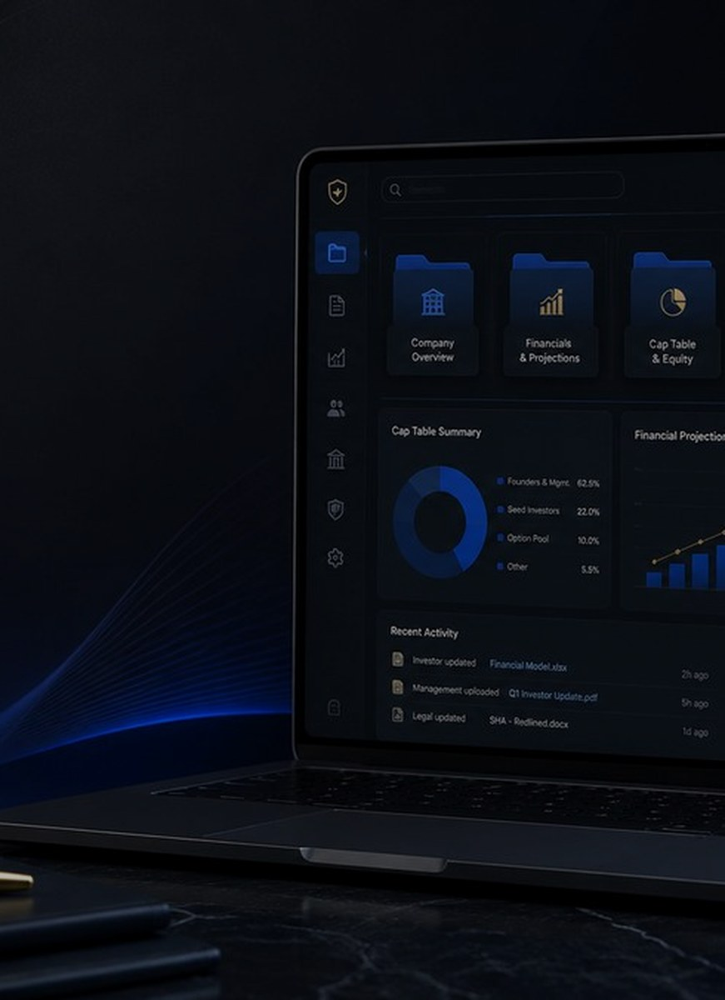 Company
Overview
Financials
& Projections
Cap Table
& Equity
Cap Table Summary
Founders & Mgmt. 62.5%
Seed Investors 22.0%
Option Pool 10.0%
Other 5.5%
Financial Projection
Recent Activity
Investor updated Financial Model.xlsx 2h ago
Management uploaded Q1 Investor Update.pdf 5h ago
Legal updated SHA - Redlined.docx 1d ago